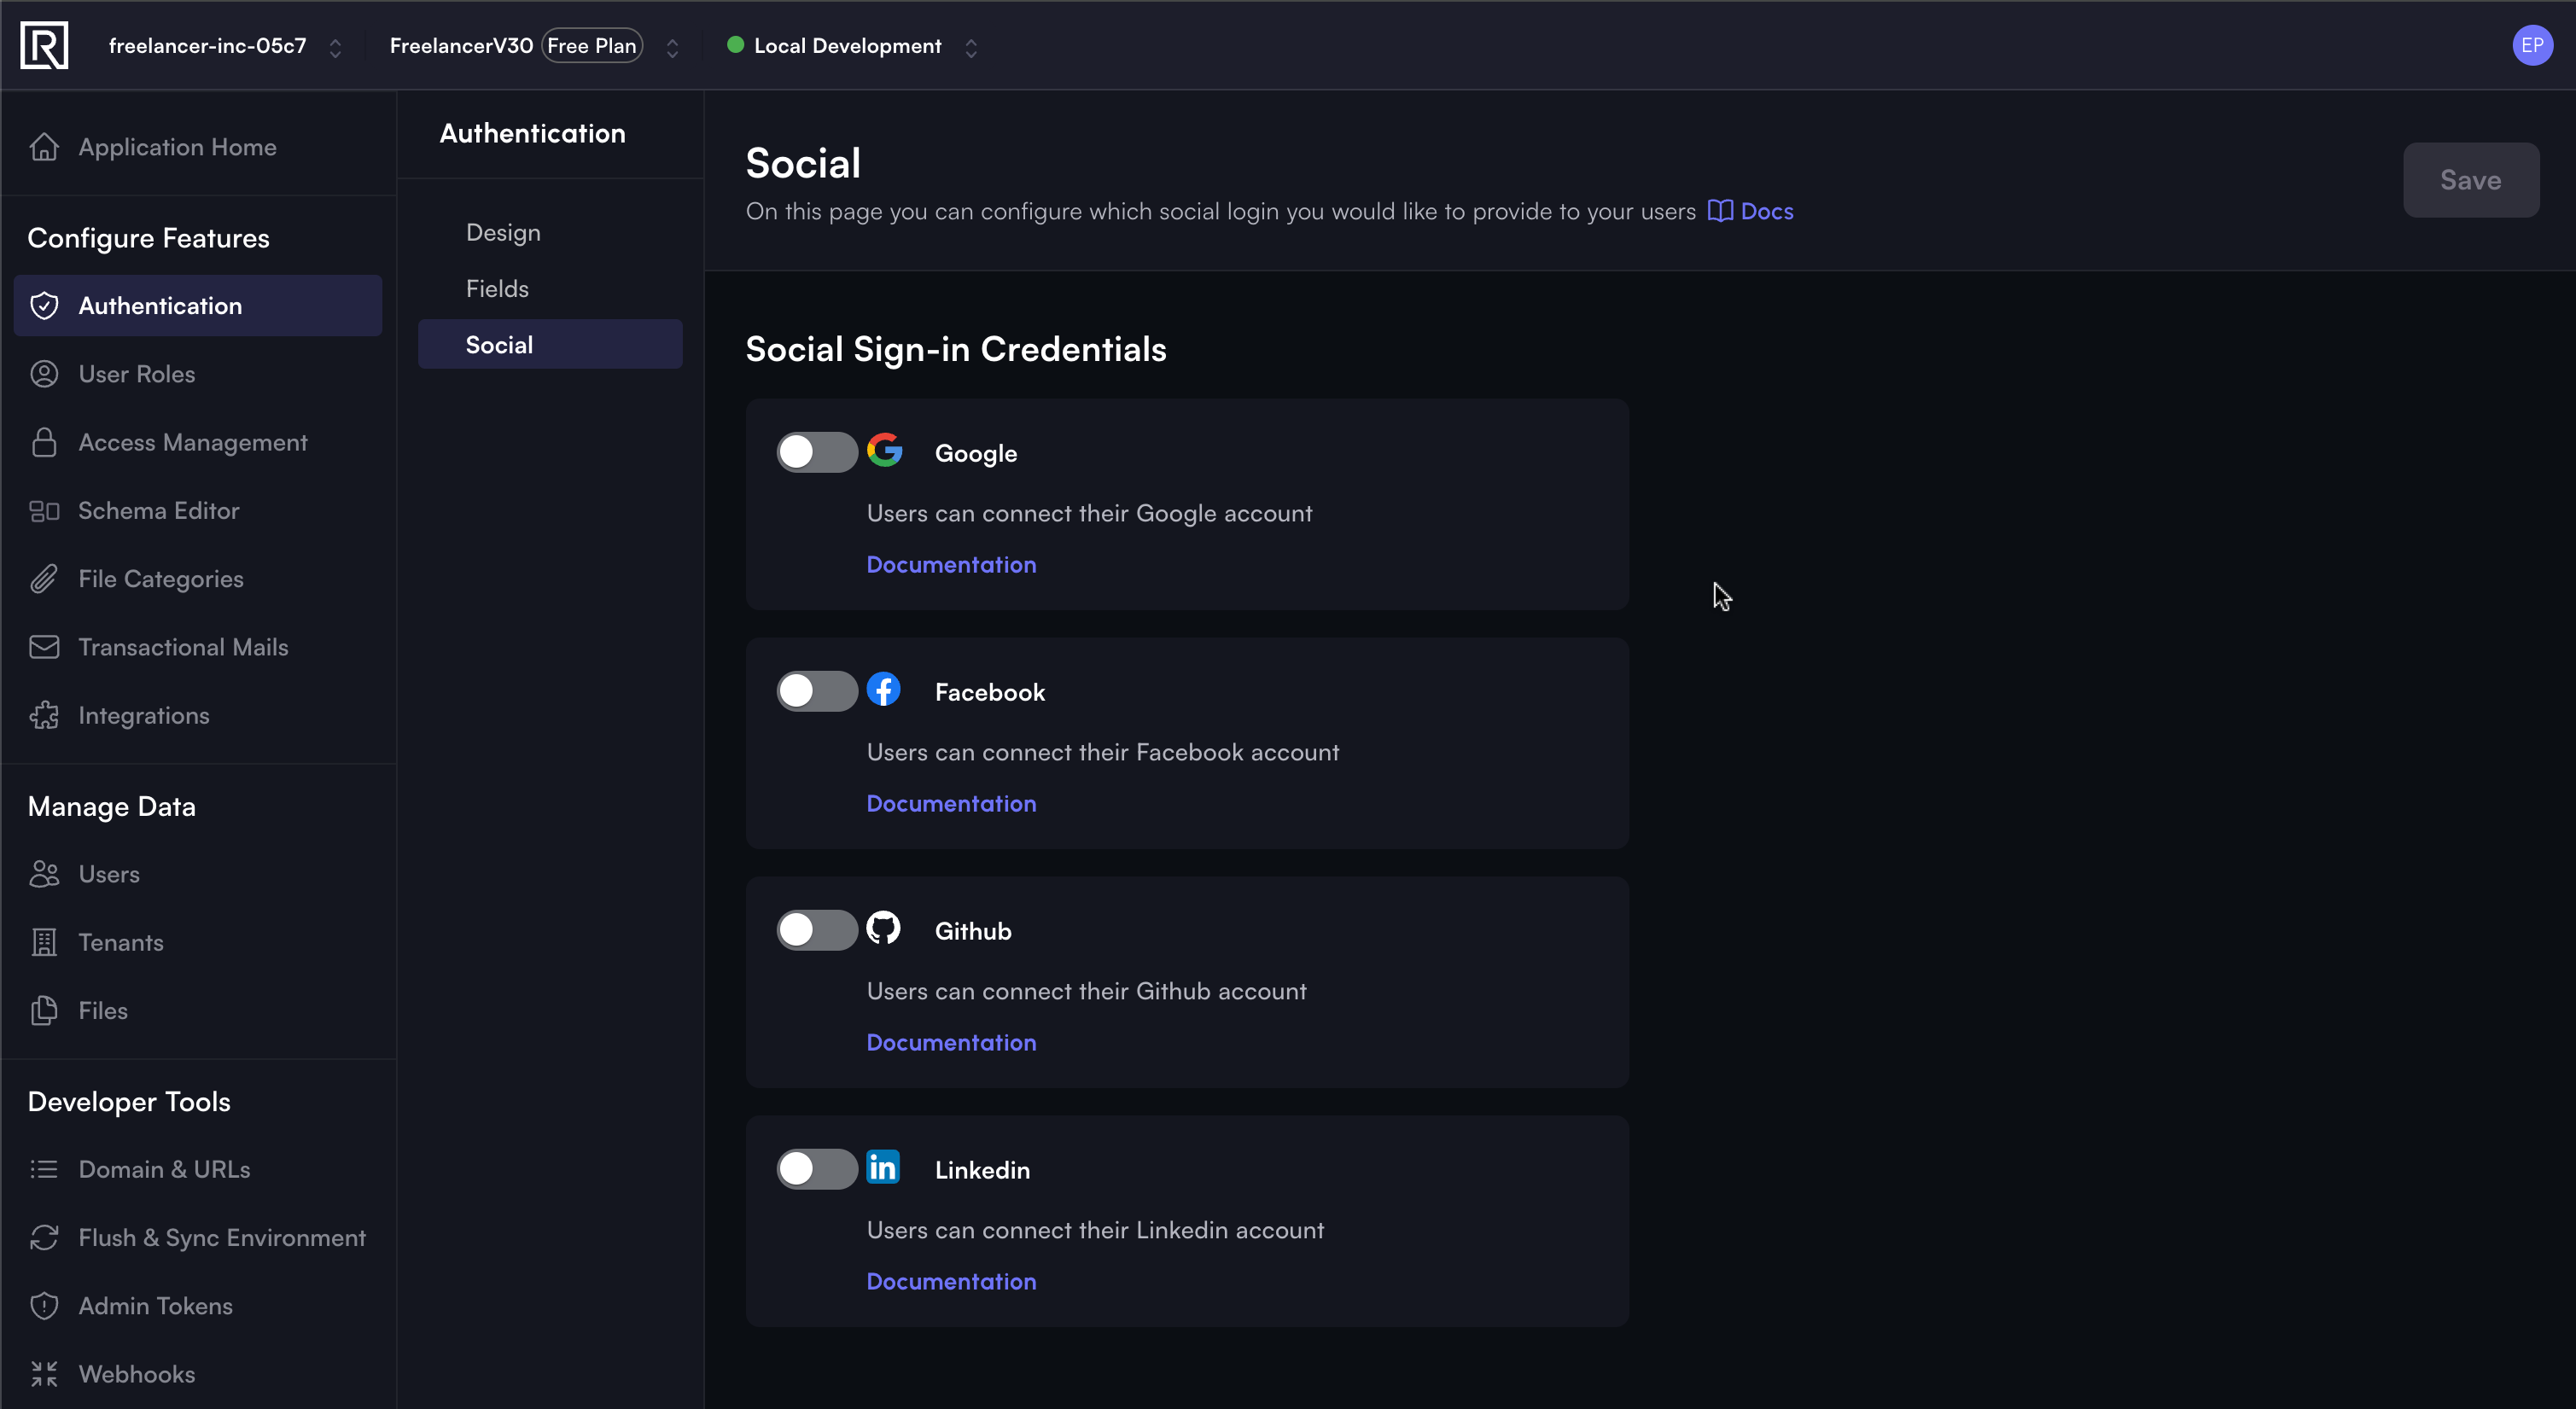 freelancer-inc-05c7
FreelancerV30 Free Plan
Local Development
EP
Application Home
Configure Features
Authentication
User Roles
Access Management
Schema Editor
File Categories
Transactional Mails
Integrations
Manage Data
Users
Tenants
Files
Developer Tools
Domain & URLs
Flush & Sync Environment
Admin Tokens
Webhooks
Authentication
Design
Fields
Social
Social
On this page you can configure which social login you would like to provide to your users Docs
Save
Social Sign-in Credentials
Google
Users can connect their Google account
Documentation
Facebook
Users can connect their Facebook account
Documentation
Github
Users can connect their Github account
Documentation
Linkedin
Users can connect their Linkedin account
Documentation